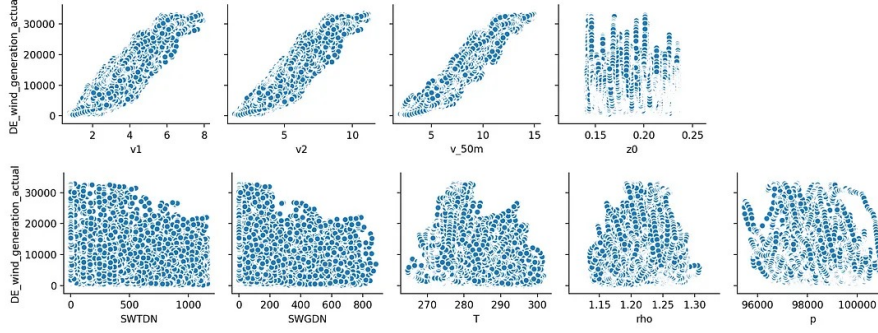 DE_wind_generation_actual
30000
20000
10000
0
2 4 6 8
v1
5 10
v2
5 10 15
v_50m
0.15 0.20 0.25
z0
DE_wind_generation_actual
30000
20000
10000
0
0 500 1000
SWTDN
0 200 400 600 800
SWGDN
270 280 290 300
T
1.15 1.20 1.25 1.30
rho
96000 98000 100000
p